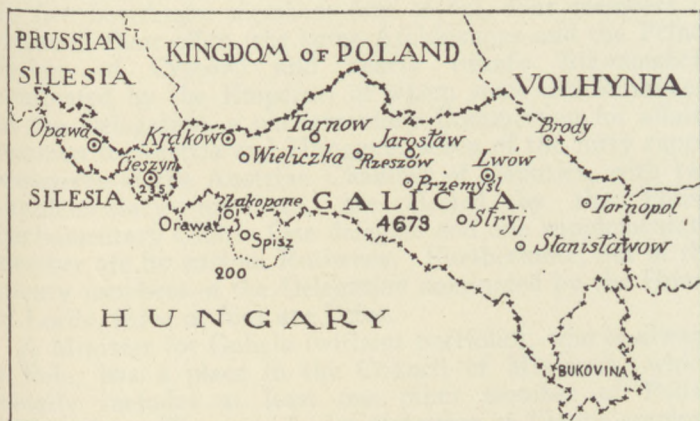 PRUSSIAN
SILESIA
KINGDOM OF POLAND
VOLHYNIA
Opawa
Kraków
Tarnow
Jarosław
Brody
Wieliczka
Rzeszów
Lwów
Cieszyn
235
Przemyśl
SILESIA
Zakopane
GALICIA
Tarnopol
Orawa
4673
Stryj
Spisz
Stanisławow
200
HUNGARY
BUKOVINA